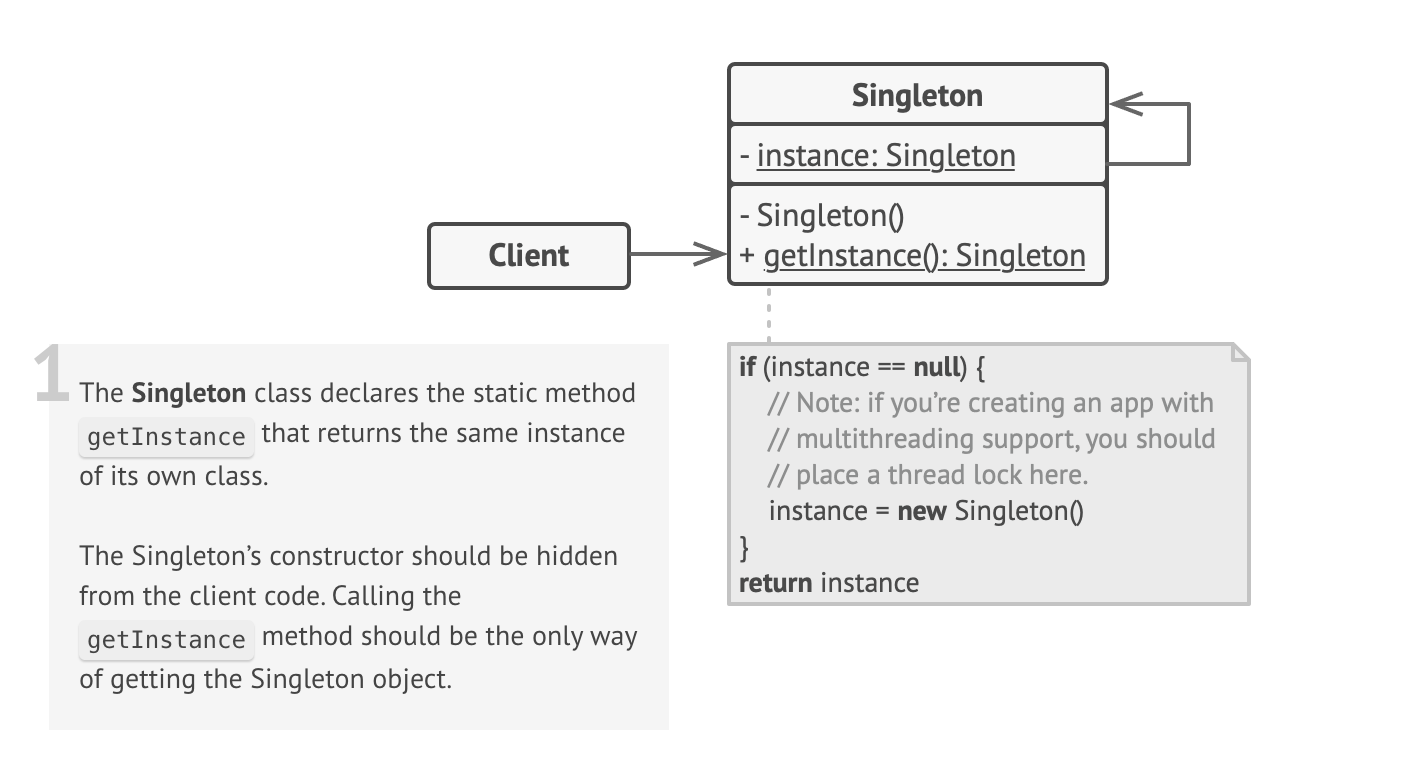 Singleton
- instance: Singleton
- Singleton()
+ getInstance(): Singleton
Client
1
The Singleton class declares the static method
getInstance that returns the same instance
of its own class.
The Singleton’s constructor should be hidden
from the client code. Calling the
getInstance method should be the only way
of getting the Singleton object.
if (instance == null) {
// Note: if you’re creating an app with
// multithreading support, you should
// place a thread lock here.
instance = new Singleton()
}
return instance